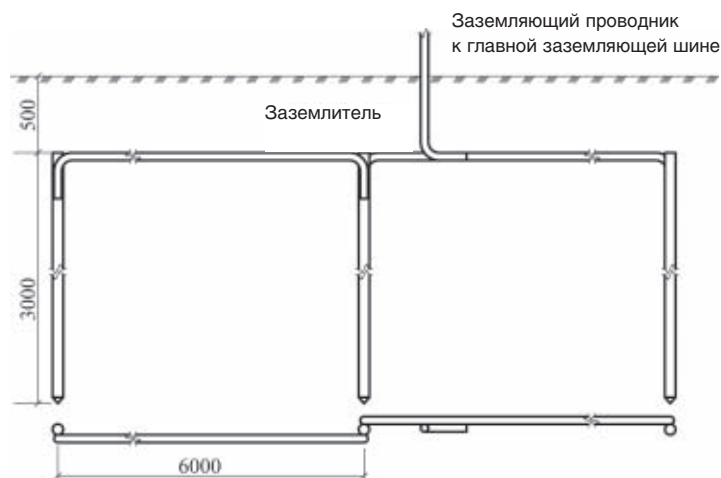 Заземляющий проводник
к главной заземляющей шине
500
Заземлитель
3000
6000